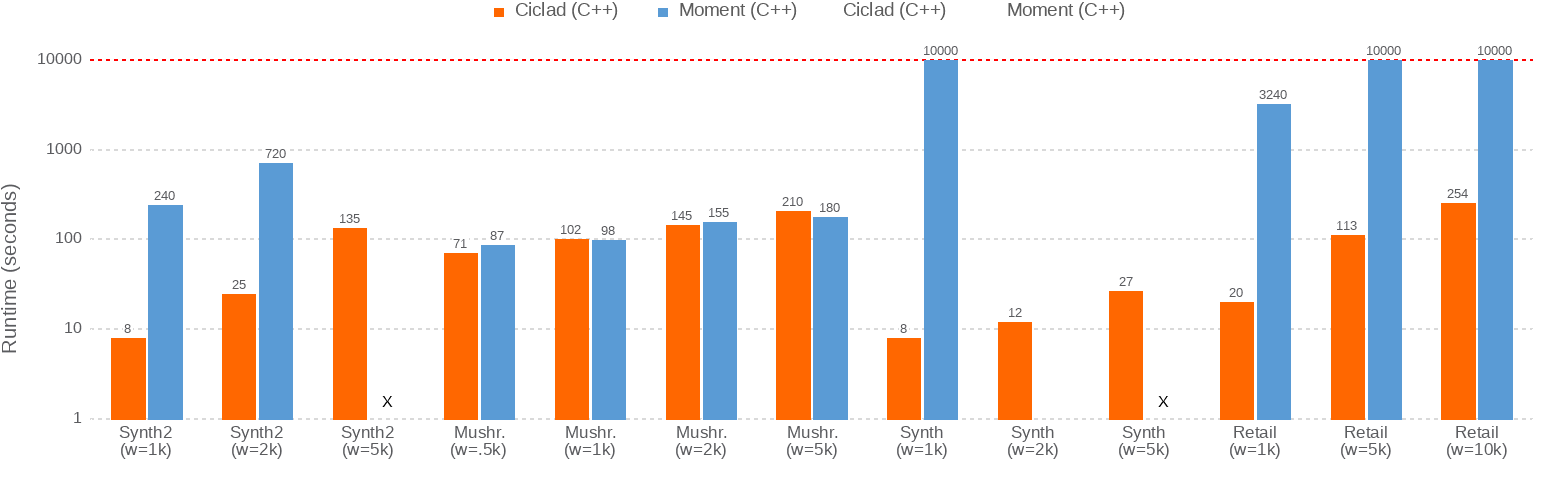 Ciclad (C++) Moment (C++) Ciclad (C++) Moment (C++)
Runtime (seconds)
10000
1000
100
10
1
8 240
25 720
135 X
71 87
102 98
145 155
210 180
8 10000
12
27 X
20 3240
113 10000
254 10000
Synth2 Synth2 Synth2 Mushr. Mushr. Mushr. Mushr. Synth Synth Synth Retail Retail Retail
(w=1k) (w=2k) (w=5k) (w=.5k) (w=1k) (w=2k) (w=5k) (w=1k) (w=2k) (w=5k) (w=1k) (w=5k) (w=10k)